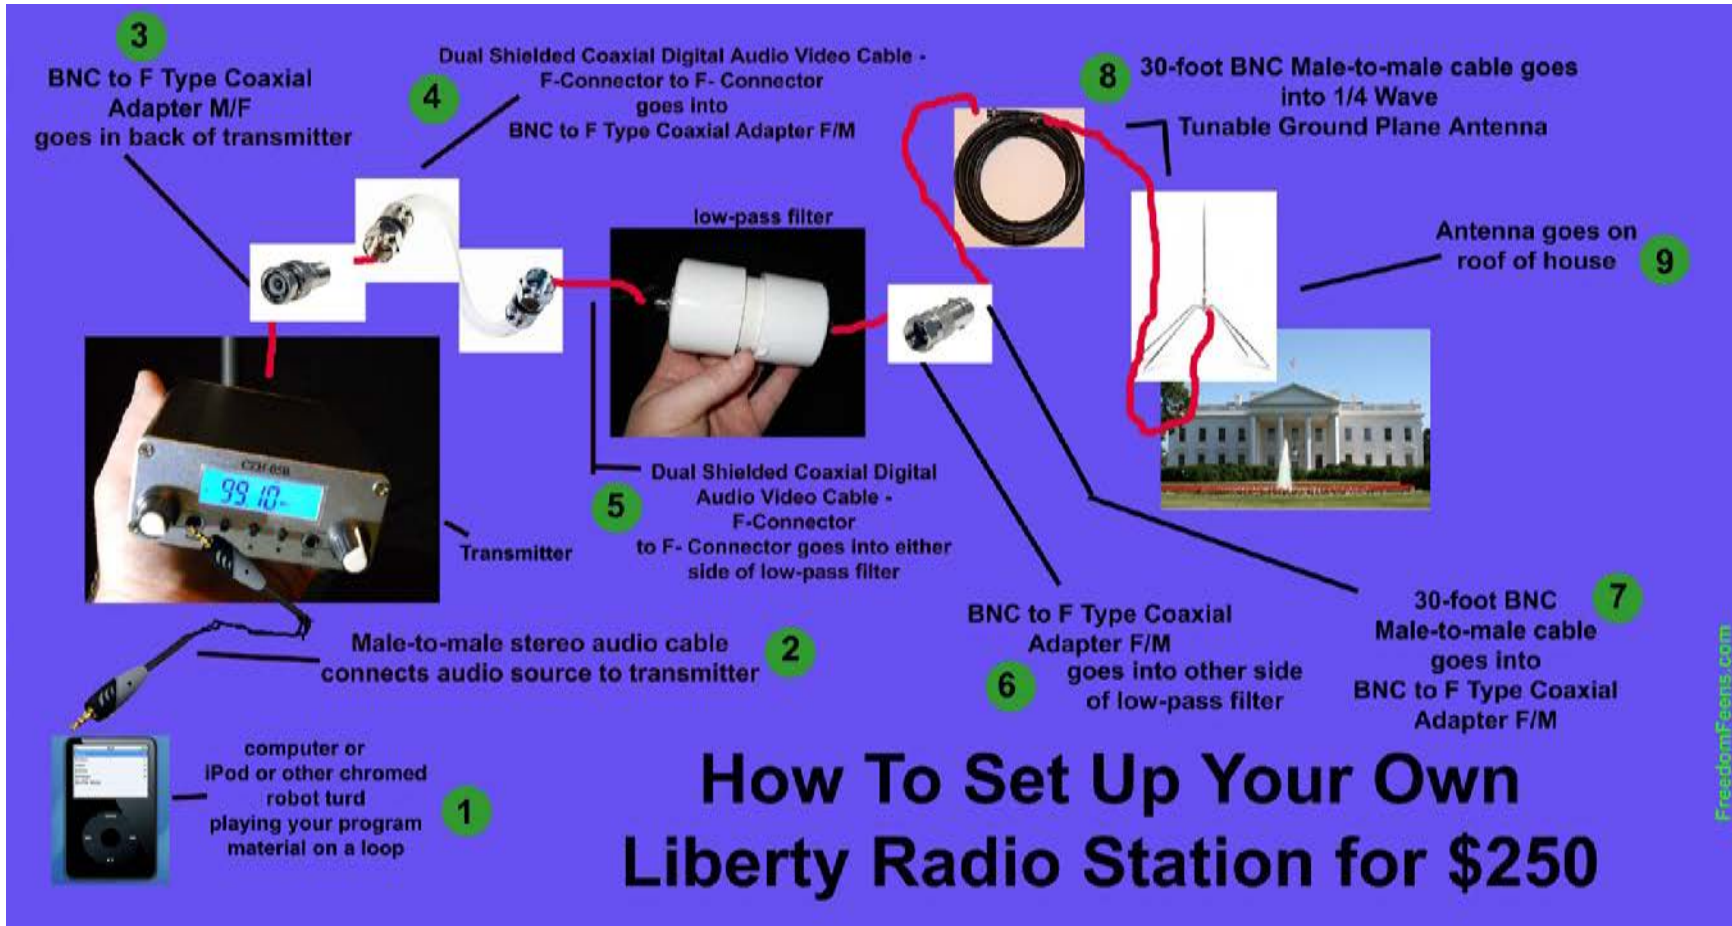 3
BNC to F Type Coaxial
Adapter M/F
goes in back of transmitter
4
Dual Shielded Coaxial Digital Audio Video Cable -
F-Connector to F- Connector
goes into
BNC to F Type Coaxial Adapter F/M
8
30-foot BNC Male-to-male cable goes
into 1/4 Wave
Tunable Ground Plane Antenna
low-pass filter
Antenna goes on
roof of house
9
CZH-05B
99.10
Transmitter
5
Dual Shielded Coaxial Digital
Audio Video Cable -
F-Connector
to F- Connector goes into either
side of low-pass filter
BNC to F Type Coaxial
Adapter F/M
6
goes into other side
of low-pass filter
7
30-foot BNC
Male-to-male cable
goes into
BNC to F Type Coaxial
Adapter F/M
Male-to-male stereo audio cable
connects audio source to transmitter
2
computer or
iPod or other chromed
robot turd
playing your program
material on a loop
1
How To Set Up Your Own
Liberty Radio Station for $250
FreedomFeens.com